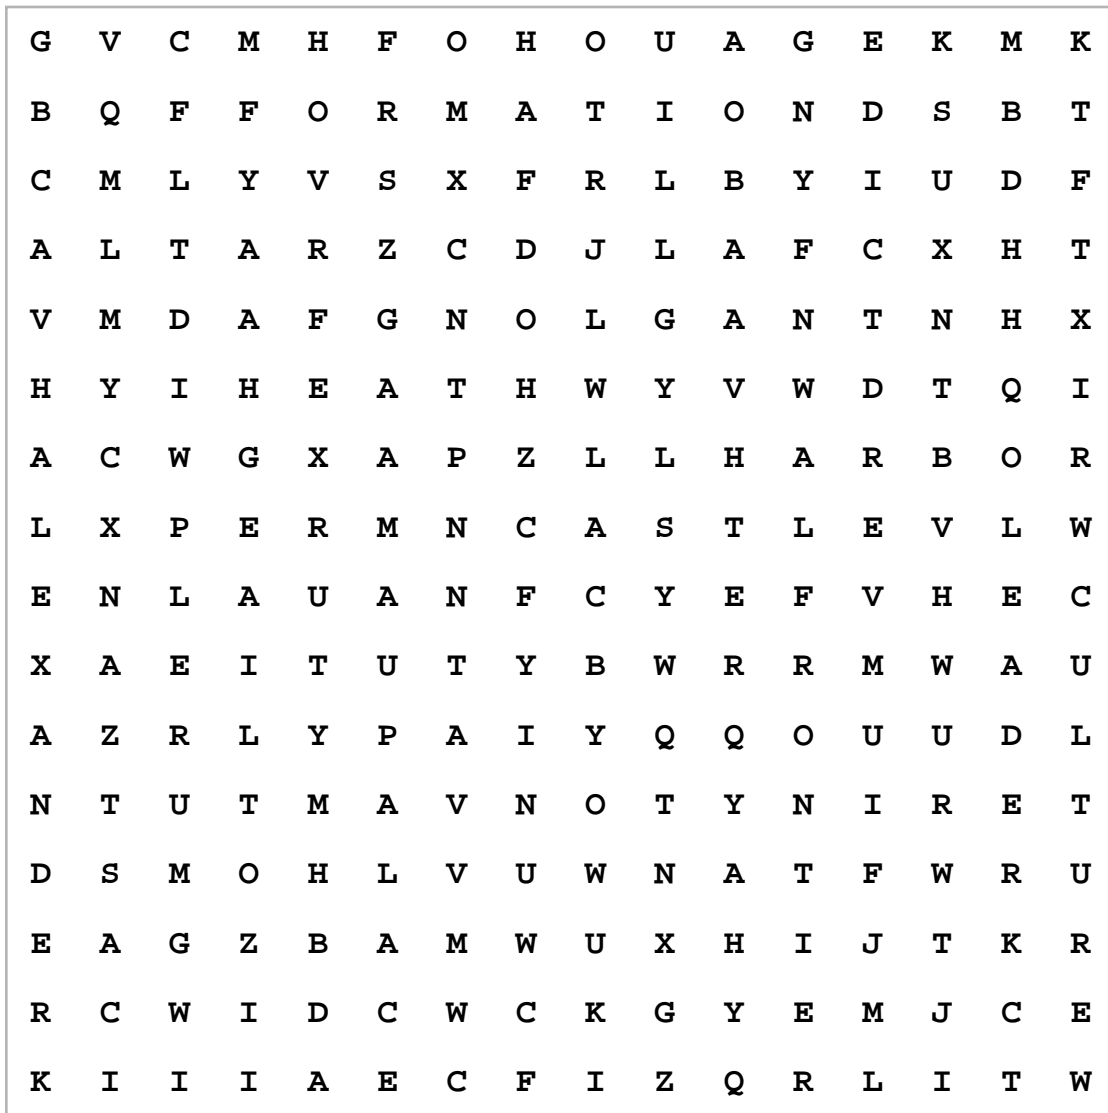 G V C M H F O H O U A G E K M K
B Q F F O R M A T I O N D S B T
C M L Y V S X F R L B Y I U D F
A L T A R Z C D J L A F C X H T
V M D A F G N O L G A N T N H X
H Y I H E A T H W Y V W D T Q I
A C W G X A P Z L L H A R B O R
L X P E R M N C A S T L E V L W
E N L A U A N F C Y E F V H E C
X A E I T U T Y B W R R M W A U
A Z R L Y P A I Y Q Q O U U D L
N T U T M A V N O T Y N I R E T
D S M O H L V U W N A T F W R U
E A G Z B A M W U X H I J T K R
R C W I D C W C K G Y E M J C E
K I I I A E C F I Z Q R L I T W